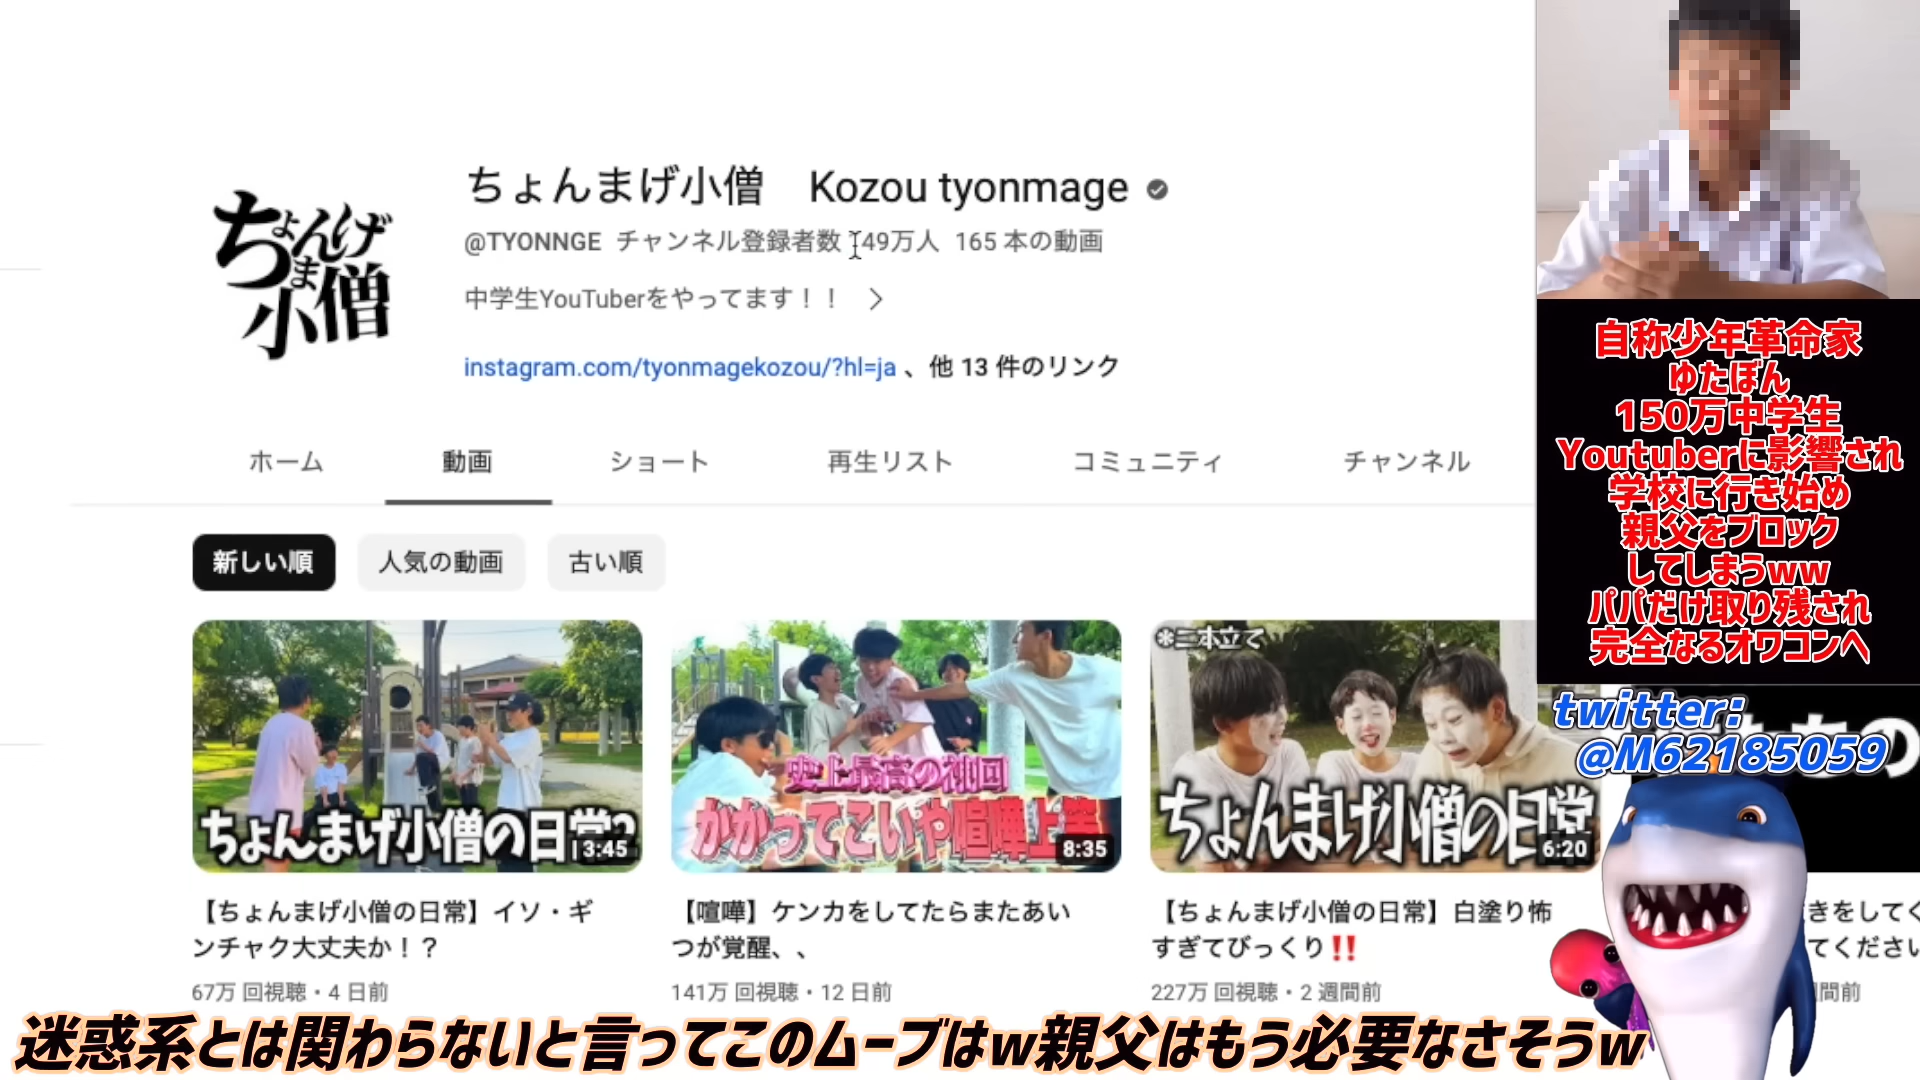 ちょんまげ小僧
ちょんまげ小僧　Kozou tyonmage
@TYONNGE チャンネル登録者数 149万人 165 本の動画
中学生YouTuberをやってます！！
instagram.com/tyonmagekozou/?hl=ja 、他 13 件のリンク
ホーム 動画 ショート 再生リスト コミュニティ チャンネル
新しい順 人気の動画 古い順
ちょんまげ小僧の日常2
13:45
史上最高の神回
かかってこいや喧嘩上等
8:35
*二本立て
ちょんまげ小僧の日常
6:20
【ちょんまげ小僧の日常】イソ・ギ
ンチャク大丈夫か！？
67万 回視聴・4 日前
【喧嘩】ケンカをしてたらまたあい
つが覚醒、、
141万 回視聴・12 日前
【ちょんまげ小僧の日常】白塗り怖
すぎてびっくり‼️
227万 回視聴・2 週間前
きをしてく
てください
間前
自称少年革命家
ゆたぼん
150万中学生
Youtuberに影響され
学校に行き始め
親父をブロック
してしまうww
パパだけ取り残され
完全なるオワコンへ
twitter:
@M62185059
迷惑系とは関わらないと言ってこのムーブはw親父はもう必要なさそうw